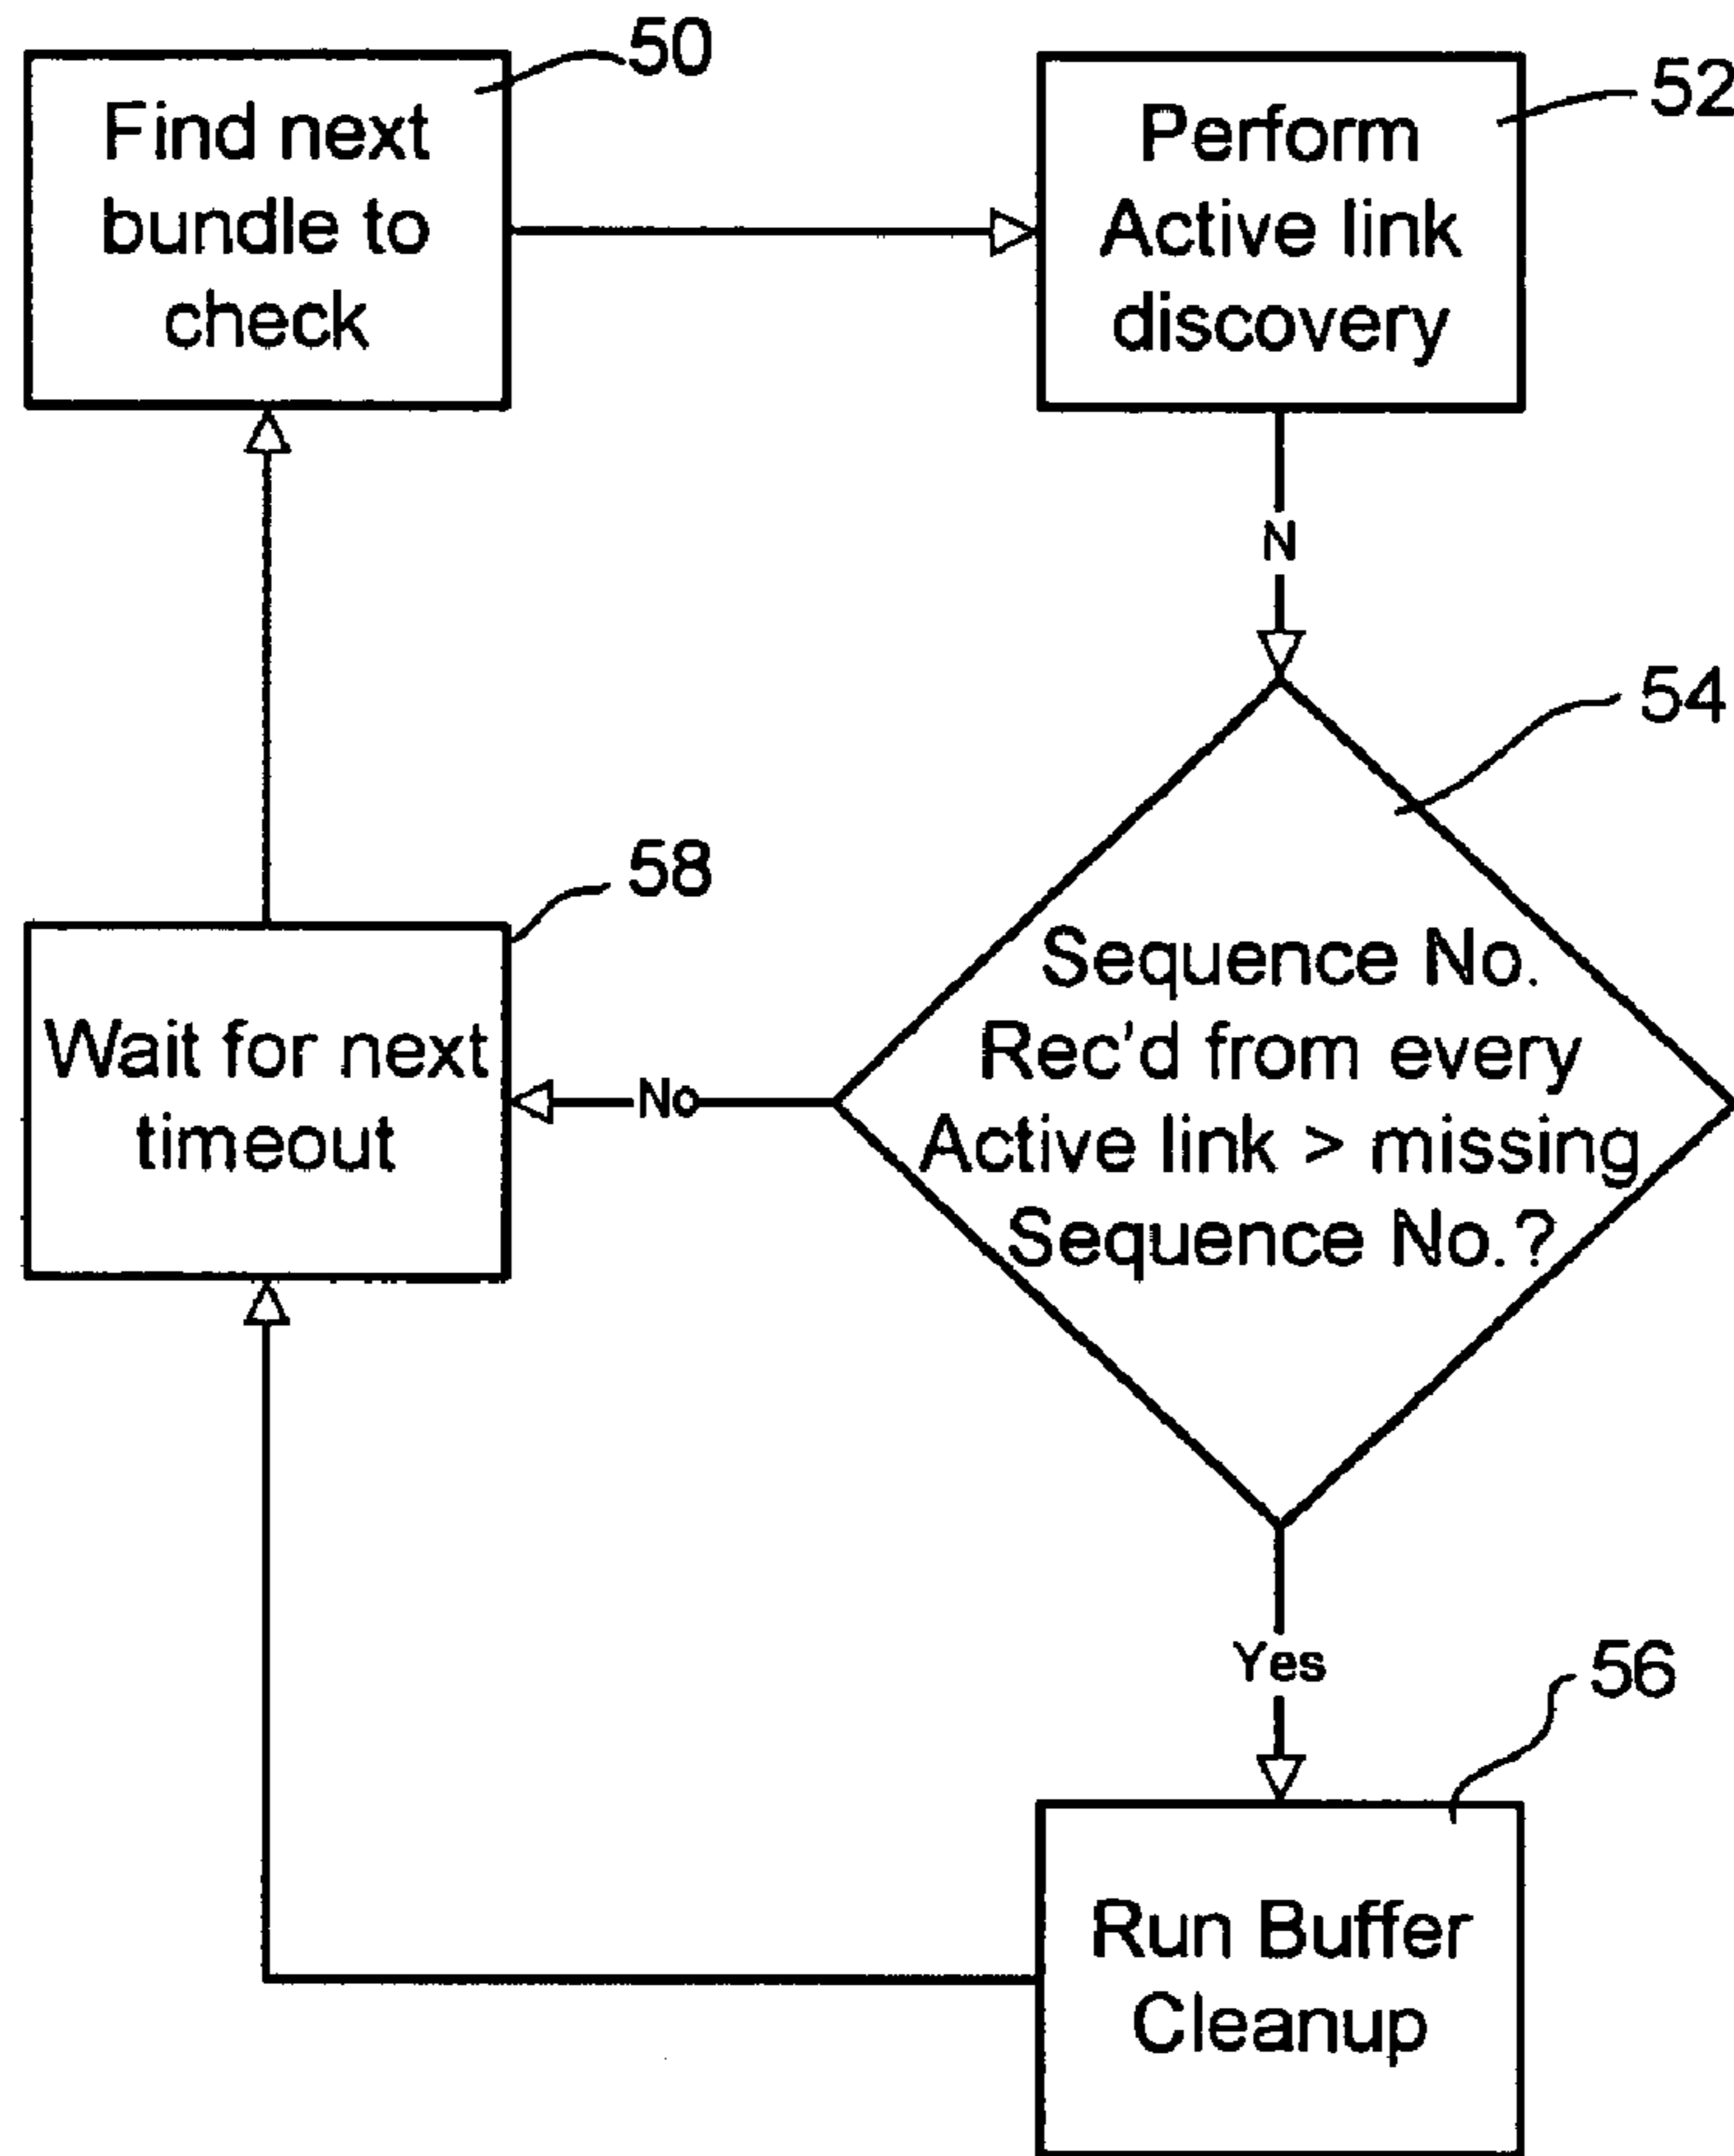 50
Find next
bundle to
check
52
Perform
Active link
discovery
N
54
Sequence No.
Rec'd from every
Active link > missing
Sequence No.?
No
58
Wait for next
timeout
Yes
56
Run Buffer
Cleanup